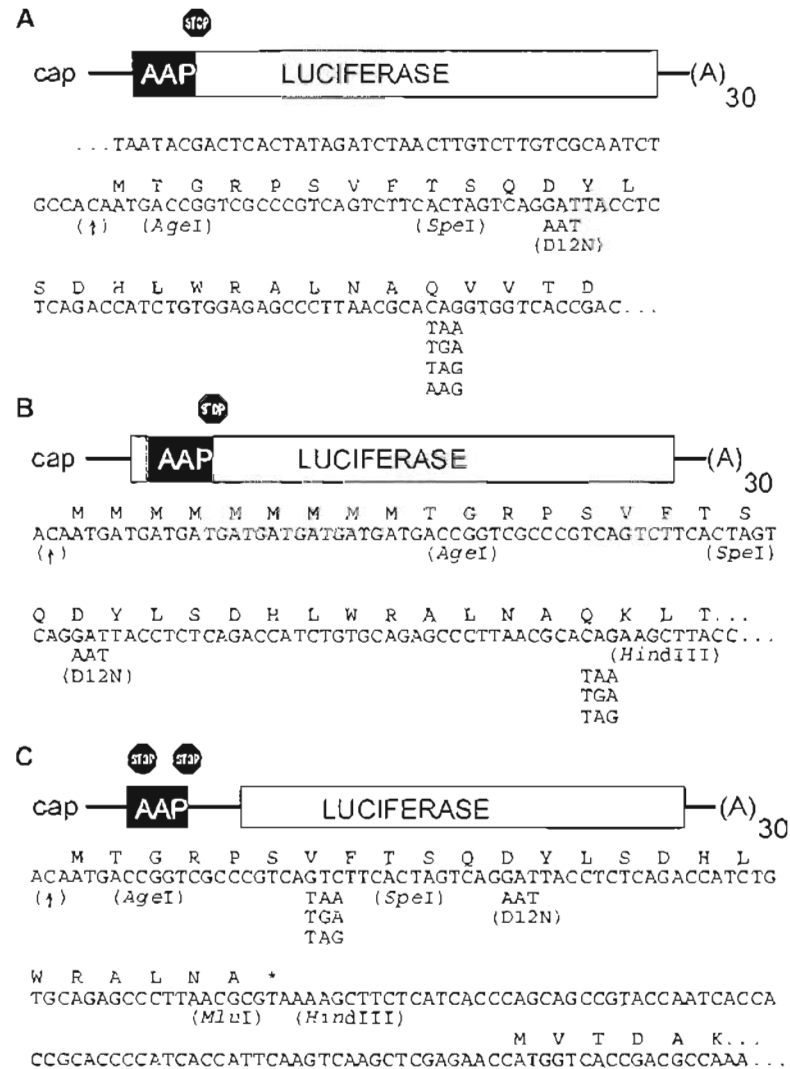 A
STOP
cap AAP LUCIFERASE (A)30
...TAATACGACTCACTATAGATCTAACTTGTCTTGTCGCAATCT
M T G R P S V F T S Q D Y L
GCCACAATGACCGGTCGCCCGTCAGTCTTCACTAGTCAGGATTACCTC
(↑) (AgeI) (SpeI) AAT
(D12N)
S D H L W R A L N A Q V V T D
TCAGACCATCTGTGGAGAGCCCTTAACGCACAGGTGGTCACCGAC...
TAA
TGA
TAG
AAG
B
STOP
cap AAP LUCIFERASE (A)30
M M M M M M M M M T G R P S V F T S
ACAATGATGATGATGATGATGATGATGATGACCGGTCGCCCGTCAGTCTTCACTAGT
(↑) (AgeI) (SpeI)
Q D Y L S D H L W R A L N A Q K L T...
CAGGATTACCTCTCAGACCATCTGTGCAGAGCCCTTAACGCACAGAAGCTTACC...
AAT (HindIII)
(D12N) TAA
TGA
TAG
C
STOP STOP
cap AAP LUCIFERASE (A)30
M T G R P S V F T S Q D Y L S D H L
ACAATGACCGGTCGCCCGTCAGTCTTCACTAGTCAGGATTACCTCTCAGACCATCTG
(↑) (AgeI) TAA (SpeI) AAT
TGA (D12N)
TAG
W R A L N A *
TGCAGAGCCCTTAACGCGTAAAAGCTTCTCATCACCCAGCAGCCGTACCAATCACCA
(MluI) (HindIII)
M V T D A K...
CCGCACCCCATCACCATTCAAGTCAAGCTCGAGAACCATGGTCACCGACGCCAAA...